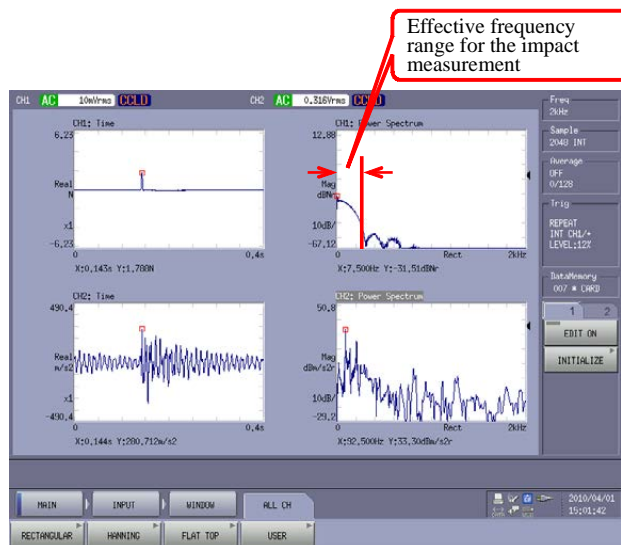 Effective frequency
range for the impact
measurement
CH1 AC 10mVrms CCLD CH2 AC 0.316Vrms CCLD
Freq
2kHz
Sample
2048 INT
Average
OFF
0/128
Trig
REPEAT
INT CH1/+
LEVEL:12%
DataMemory
007 * CARD
1 2
EDIT ON
INITIALIZE
CH1: Time
6.23
Real
N
x1
-6.23
0 0.4s
X:0.143s Y:1.788N
CH1: Power Spectrum
12.88
Mag
dBNr
10dB/
-67.12
0 Rect 2kHz
X:7.500Hz Y:-31.51dBNr
CH2: Time
490.4
Real
m/s2
x1
-490.4
0 0.4s
X:0.144s Y:280.712m/s2
CH2: Power Spectrum
50.8
Mag
dBm/s2r
10dB/
-29.2
0 Rect 2kHz
X:92.500Hz Y:33.30dBm/s2r
MAIN INPUT WINDOW ALL CH
2010/04/01
15:01:42
RECTANGULAR HANNING FLAT TOP USER